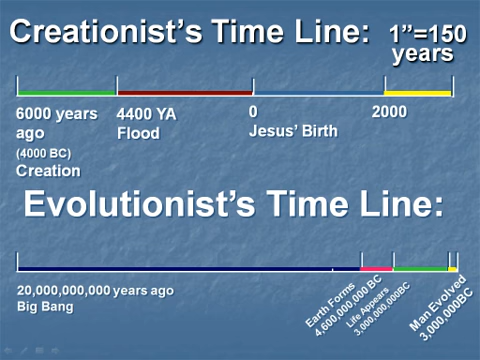 Creationist's Time Line: 1"=150
years
6000 years
ago
(4000 BC)
Creation
4400 YA
Flood
0
Jesus' Birth
2000
Evolutionist's Time Line:
20,000,000,000 years ago
Big Bang
Earth Forms
4,600,000,000 BC
Life Appears
3,000,000,000BC
Man Evolved
3,000,000BC